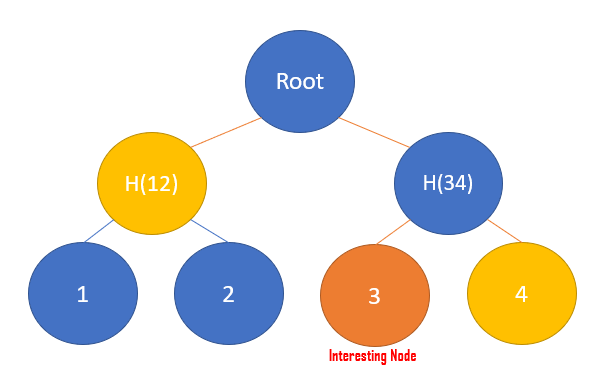 Root
H(12)
H(34)
1
2
3
4
Interesting Node